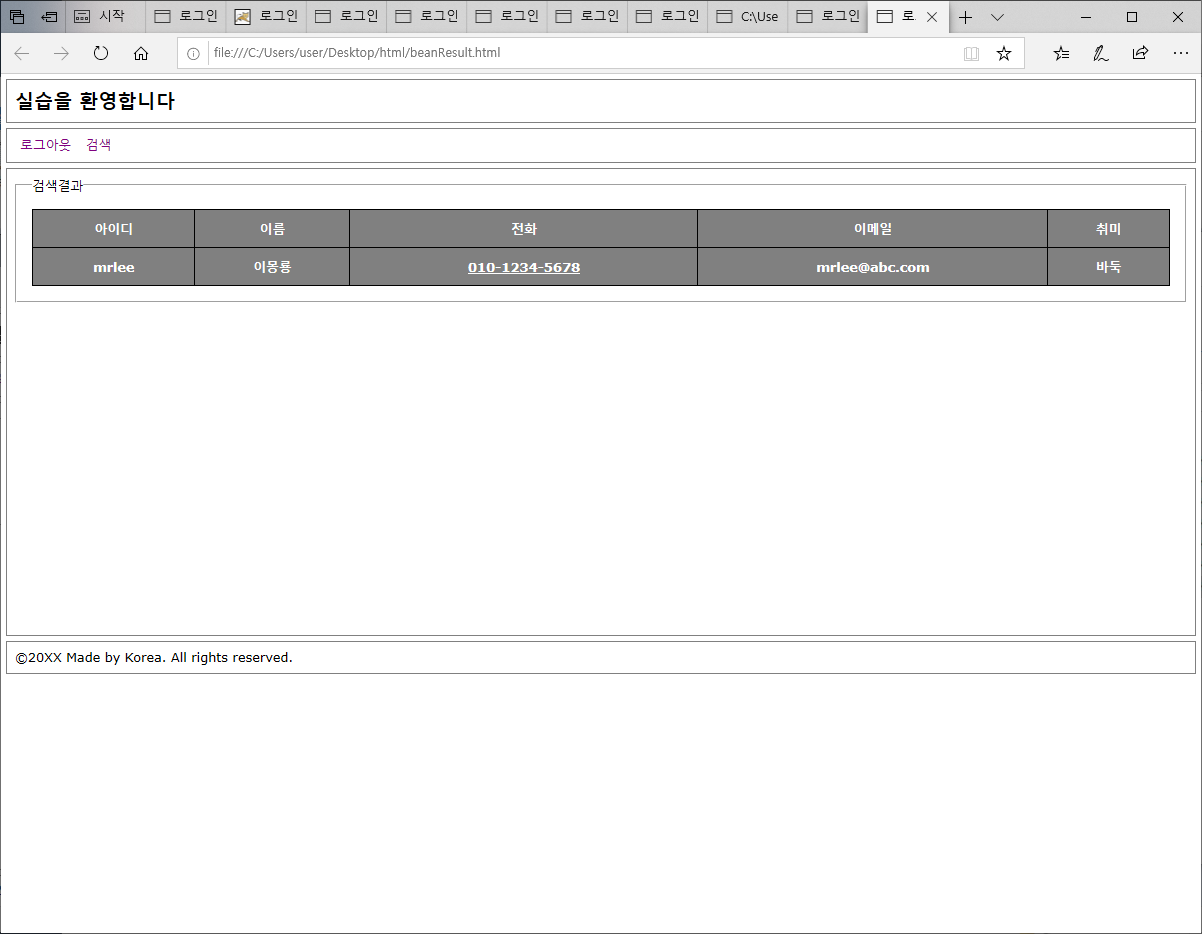 시작 로그인 로그인 로그인 로그인 로그인 로그인 로그인 C:\Use 로그인 로.
file:///C:/Users/user/Desktop/html/beanResult.html
실습을 환영합니다
로그아웃 검색
검색결과
아이디 이름 전화 이메일 취미
mrlee 이몽룡 010-1234-5678 mrlee@abc.com 바둑
©20XX Made by Korea. All rights reserved.